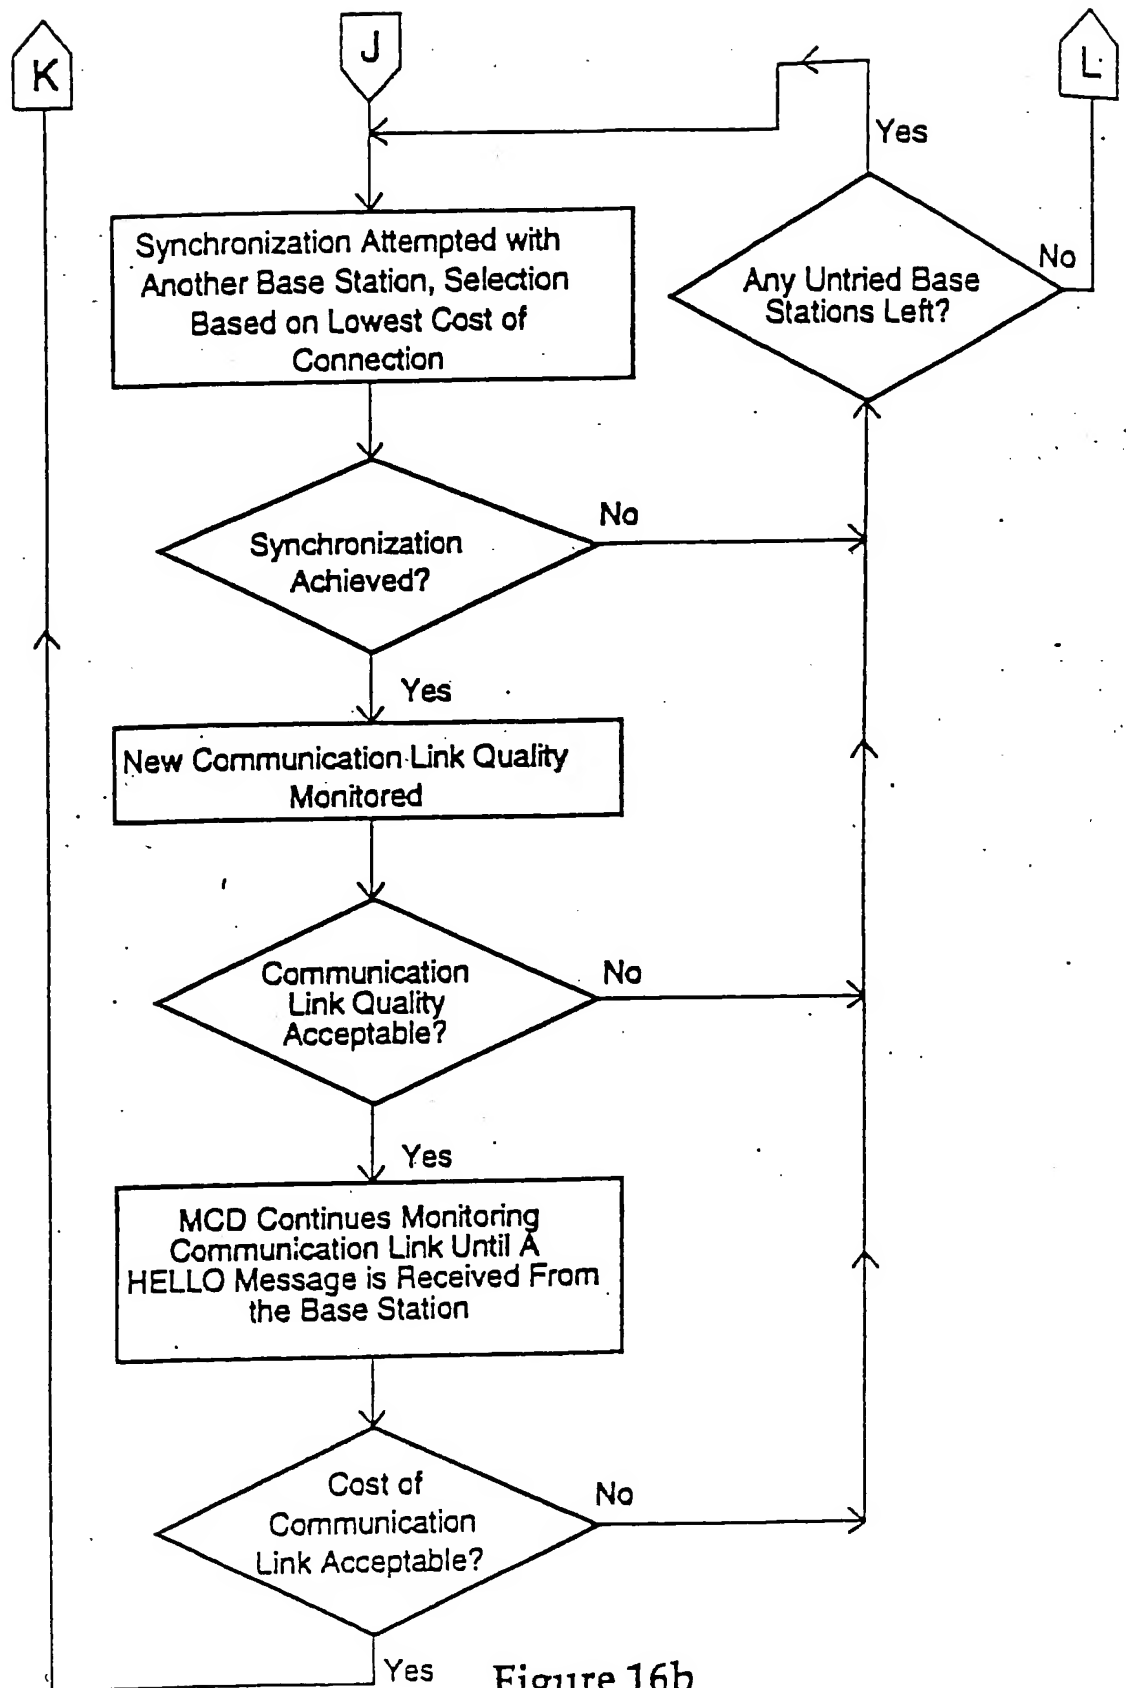 K
J
L
Yes
Synchronization Attempted with
Another Base Station, Selection
Based on Lowest Cost of
Connection
Any Untried Base
Stations Left?
No
Synchronization
Achieved?
No
Yes
New Communication Link Quality
Monitored
Communication
Link Quality
Acceptable?
No
Yes
MCD Continues Monitoring
Communication Link Until A
HELLO Message is Received From
the Base Station
Cost of
Communication
Link Acceptable?
No
Yes
Figure 16b